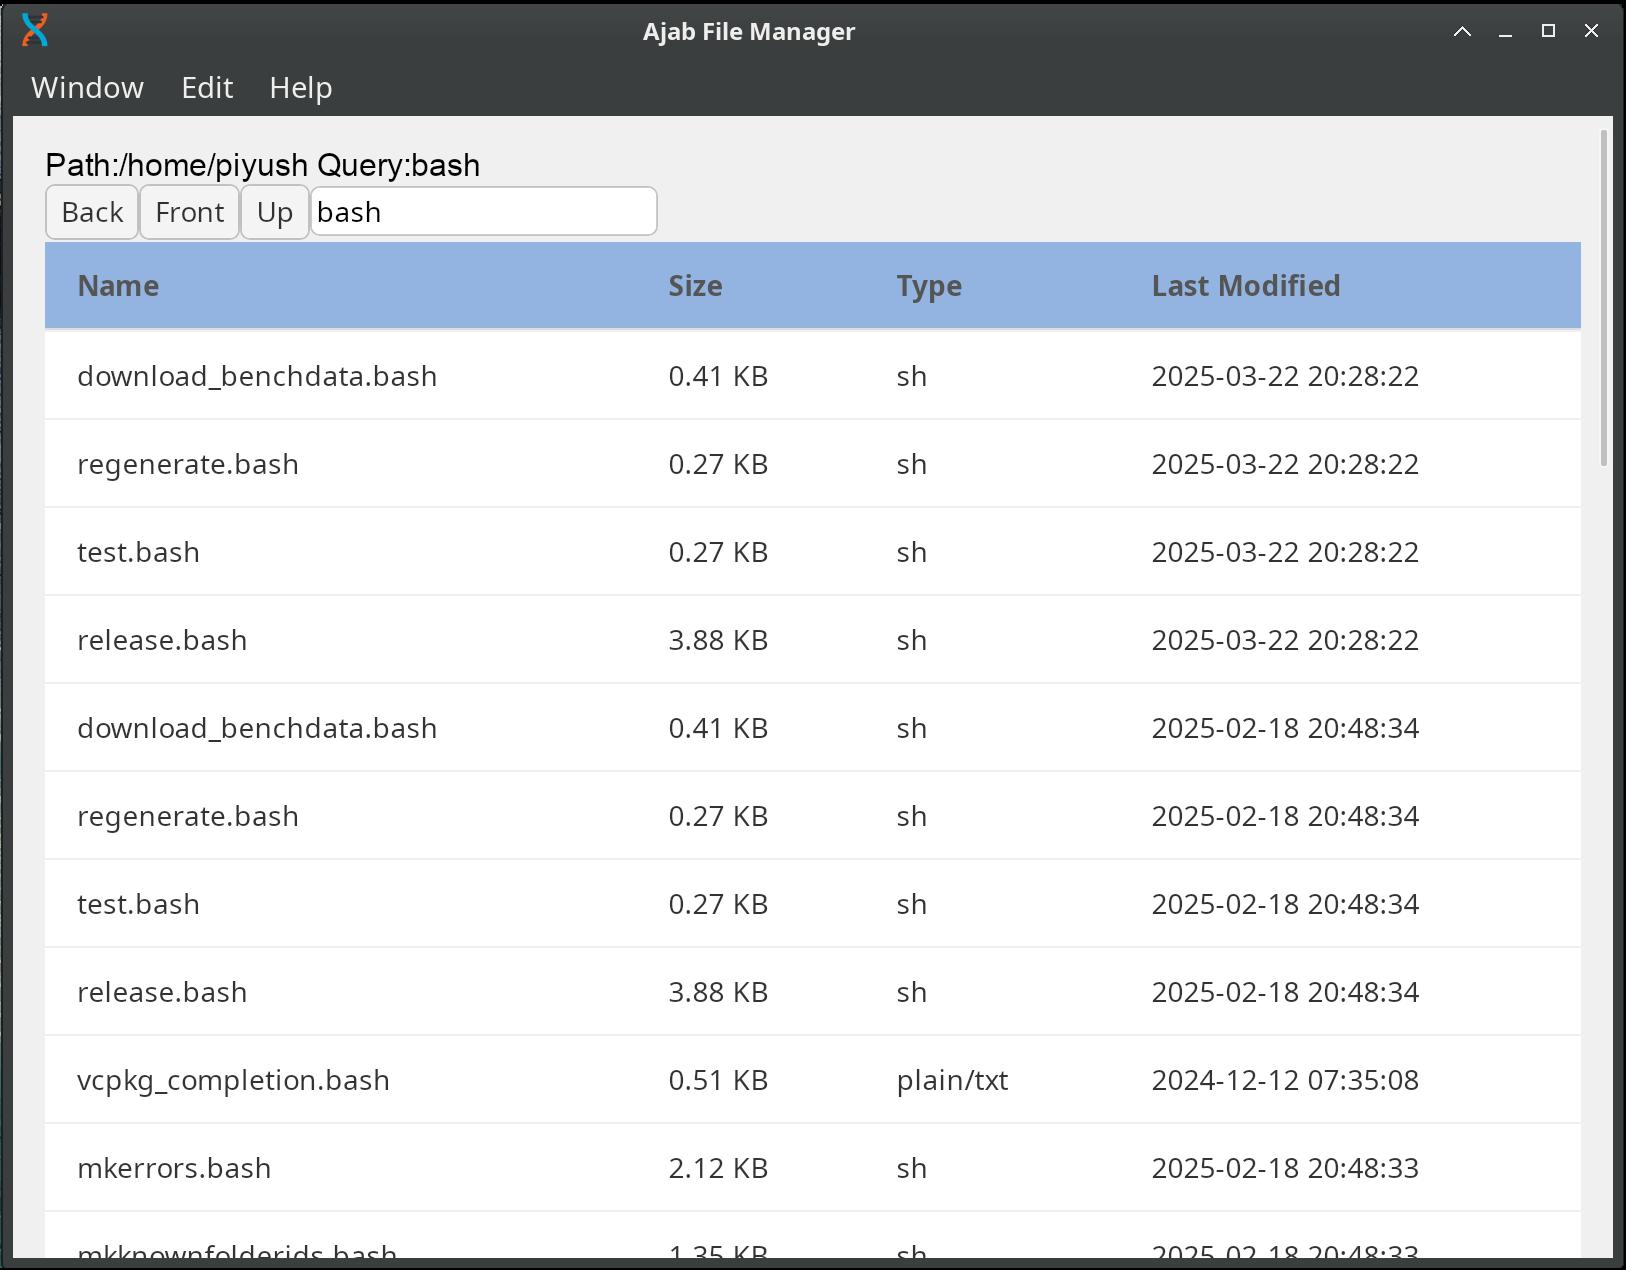 Ajab File Manager
Window Edit Help
Path:/home/piyush Query:bash
Back Front Up bash
Name Size Type Last Modified
download_benchdata.bash 0.41 KB sh 2025-03-22 20:28:22
regenerate.bash 0.27 KB sh 2025-03-22 20:28:22
test.bash 0.27 KB sh 2025-03-22 20:28:22
release.bash 3.88 KB sh 2025-03-22 20:28:22
download_benchdata.bash 0.41 KB sh 2025-02-18 20:48:34
regenerate.bash 0.27 KB sh 2025-02-18 20:48:34
test.bash 0.27 KB sh 2025-02-18 20:48:34
release.bash 3.88 KB sh 2025-02-18 20:48:34
vcpkg_completion.bash 0.51 KB plain/txt 2024-12-12 07:35:08
mkerrors.bash 2.12 KB sh 2025-02-18 20:48:33
mkknownfolderids.bash 1.35 KB sh 2025-02-18 20:48:33